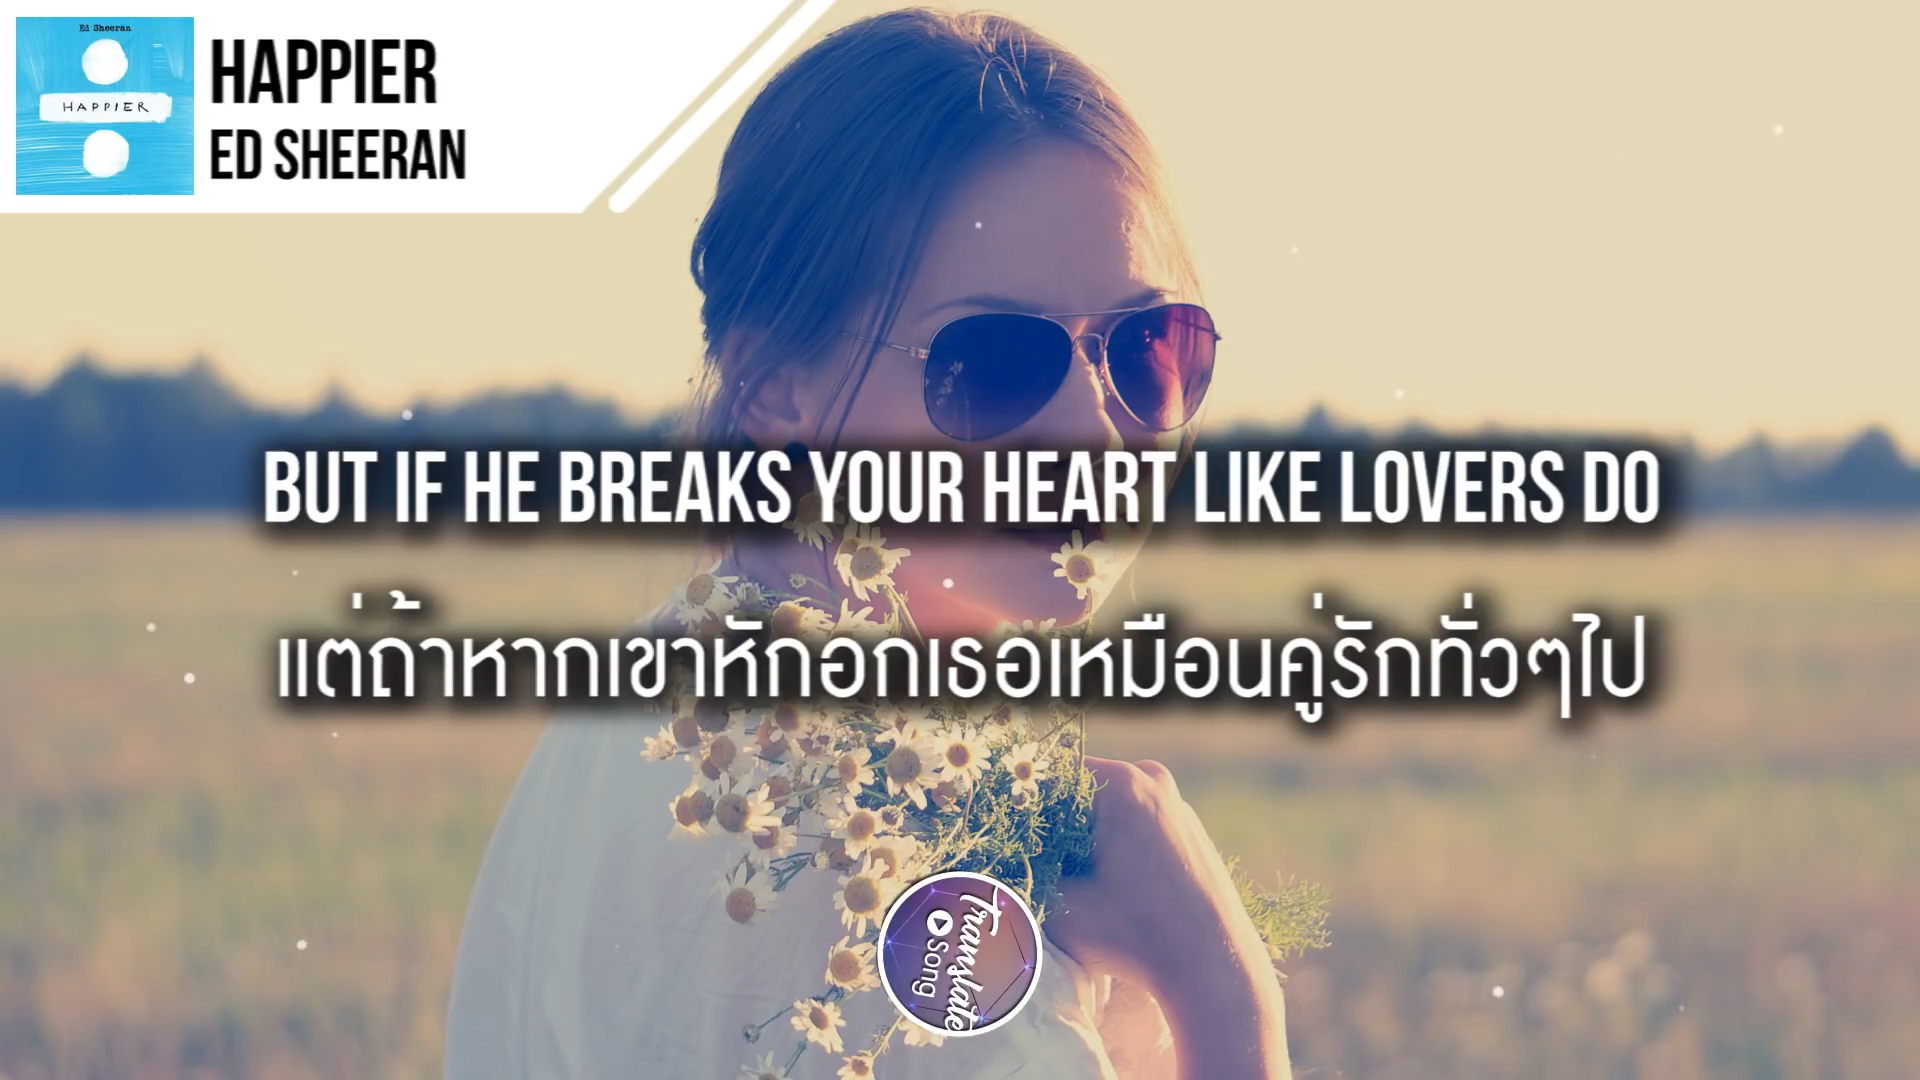 Ed Sheeran
HAPPIER
HAPPIER
ED SHEERAN
BUT IF HE BREAKS YOUR HEART LIKE LOVERS DO
แต่ถ้าหากเขาหักอกเธอเหมือนคู่รักทั่วๆไป
Translate
Song